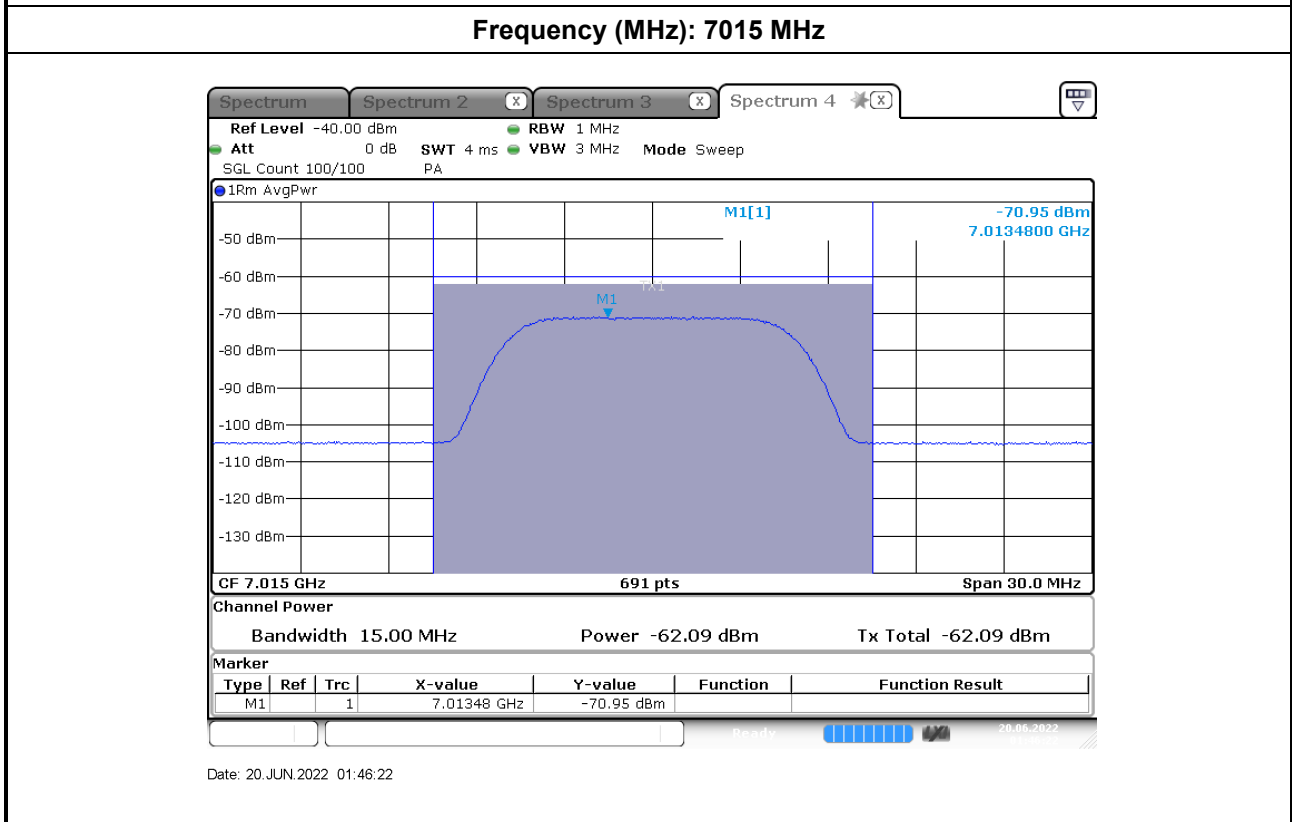 Frequency (MHz): 7015 MHz
Spectrum Spectrum 2 X Spectrum 3 X Spectrum 4 X
Ref Level -40.00 dBm RBW 1 MHz
Att 0 dB SWT 4 ms VBW 3 MHz Mode Sweep
SGL Count 100/100 PA
1Rm AvgPwr
M1[1] -70.95 dBm
7.0134800 GHz
-50 dBm
-60 dBm
TX1
M1
-70 dBm
-80 dBm
-90 dBm
-100 dBm
-110 dBm
-120 dBm
-130 dBm
CF 7.015 GHz 691 pts Span 30.0 MHz
Channel Power
Bandwidth 15.00 MHz Power -62.09 dBm Tx Total -62.09 dBm
Marker
Type Ref Trc X-value Y-value Function Function Result
M1 1 7.01348 GHz -70.95 dBm
Ready 20.06.2022
Date: 20.JUN.2022 01:46:22